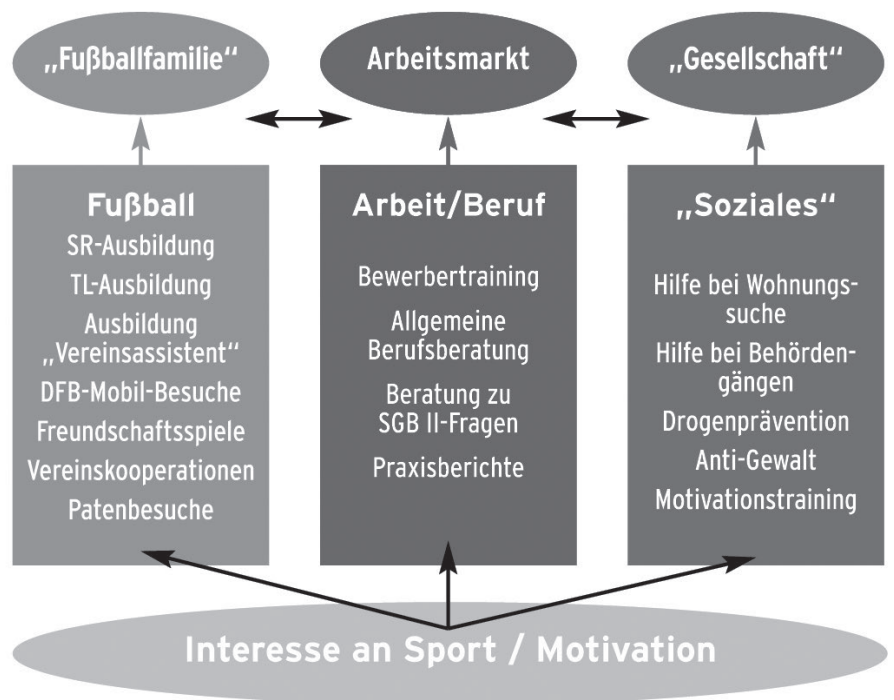 „Fußballfamilie“
Arbeitsmarkt
„Gesellschaft“
Fußball
SR-Ausbildung
TL-Ausbildung
Ausbildung
„Vereinsassistent“
DFB-Mobil-Besuche
Freundschaftsspiele
Vereinskooperationen
Patenbesuche
Arbeit/Beruf
Bewerbertraining
Allgemeine
Berufsberatung
Beratung zu
SGB II-Fragen
Praxisberichte
„Soziales“
Hilfe bei Wohnungs-
suche
Hilfe bei Behörden-
gängen
Drogenprävention
Anti-Gewalt
Motivationstraining
Interesse an Sport / Motivation